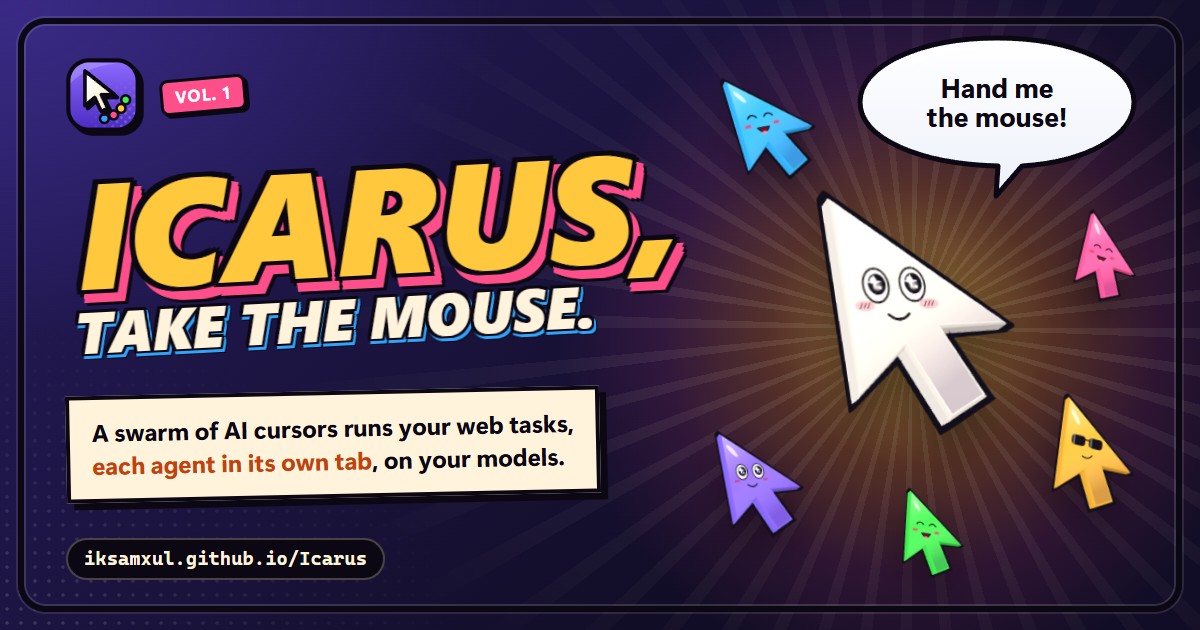 VOL. 1
ICARUS,
TAKE THE MOUSE.
A swarm of AI cursors runs your web tasks,
each agent in its own tab, on your models.
iksamxul.github.io/Icarus
Hand me
the mouse!